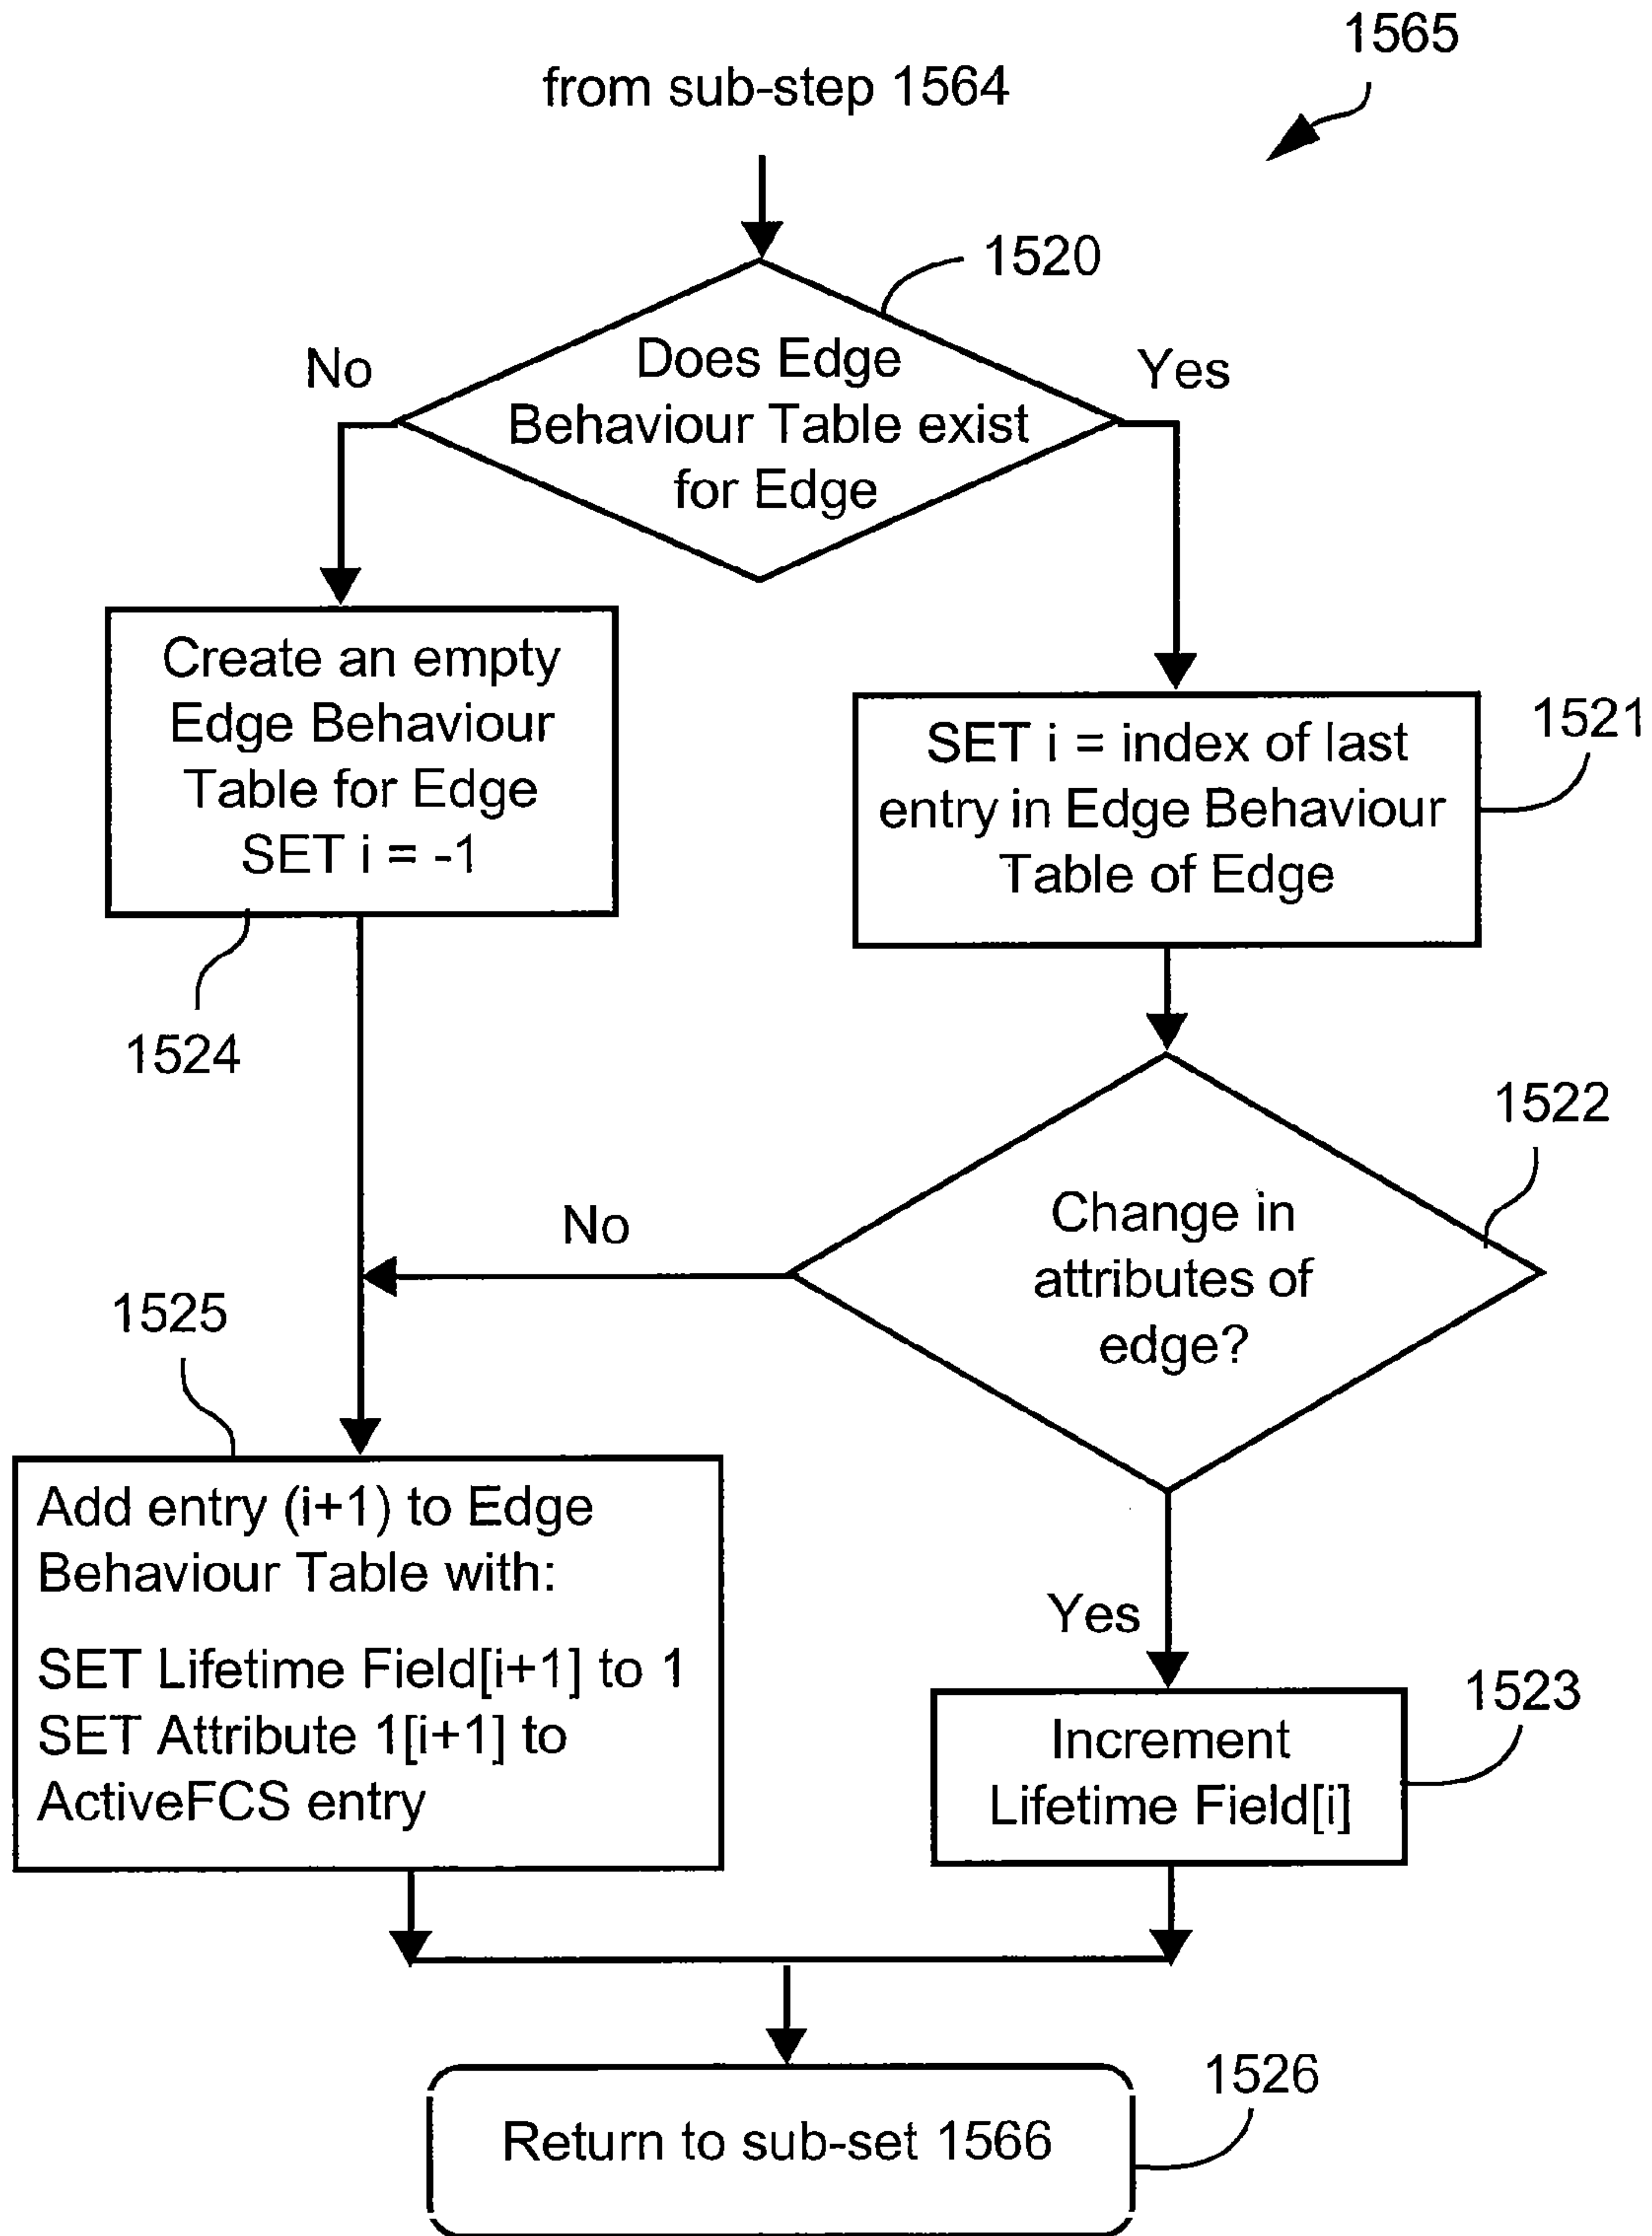 1565
from sub-step 1564
1520
No
Yes
Does Edge
Behaviour Table exist
for Edge
Create an empty
Edge Behaviour
Table for Edge
SET i = -1
1524
SET i = index of last
entry in Edge Behaviour
Table of Edge
1521
1522
Change in
attributes of
edge?
No
Yes
1525
Add entry (i+1) to Edge
Behaviour Table with:
SET Lifetime Field[i+1] to 1
SET Attribute 1[i+1] to
ActiveFCS entry
1523
Increment
Lifetime Field[i]
1526
Return to sub-set 1566